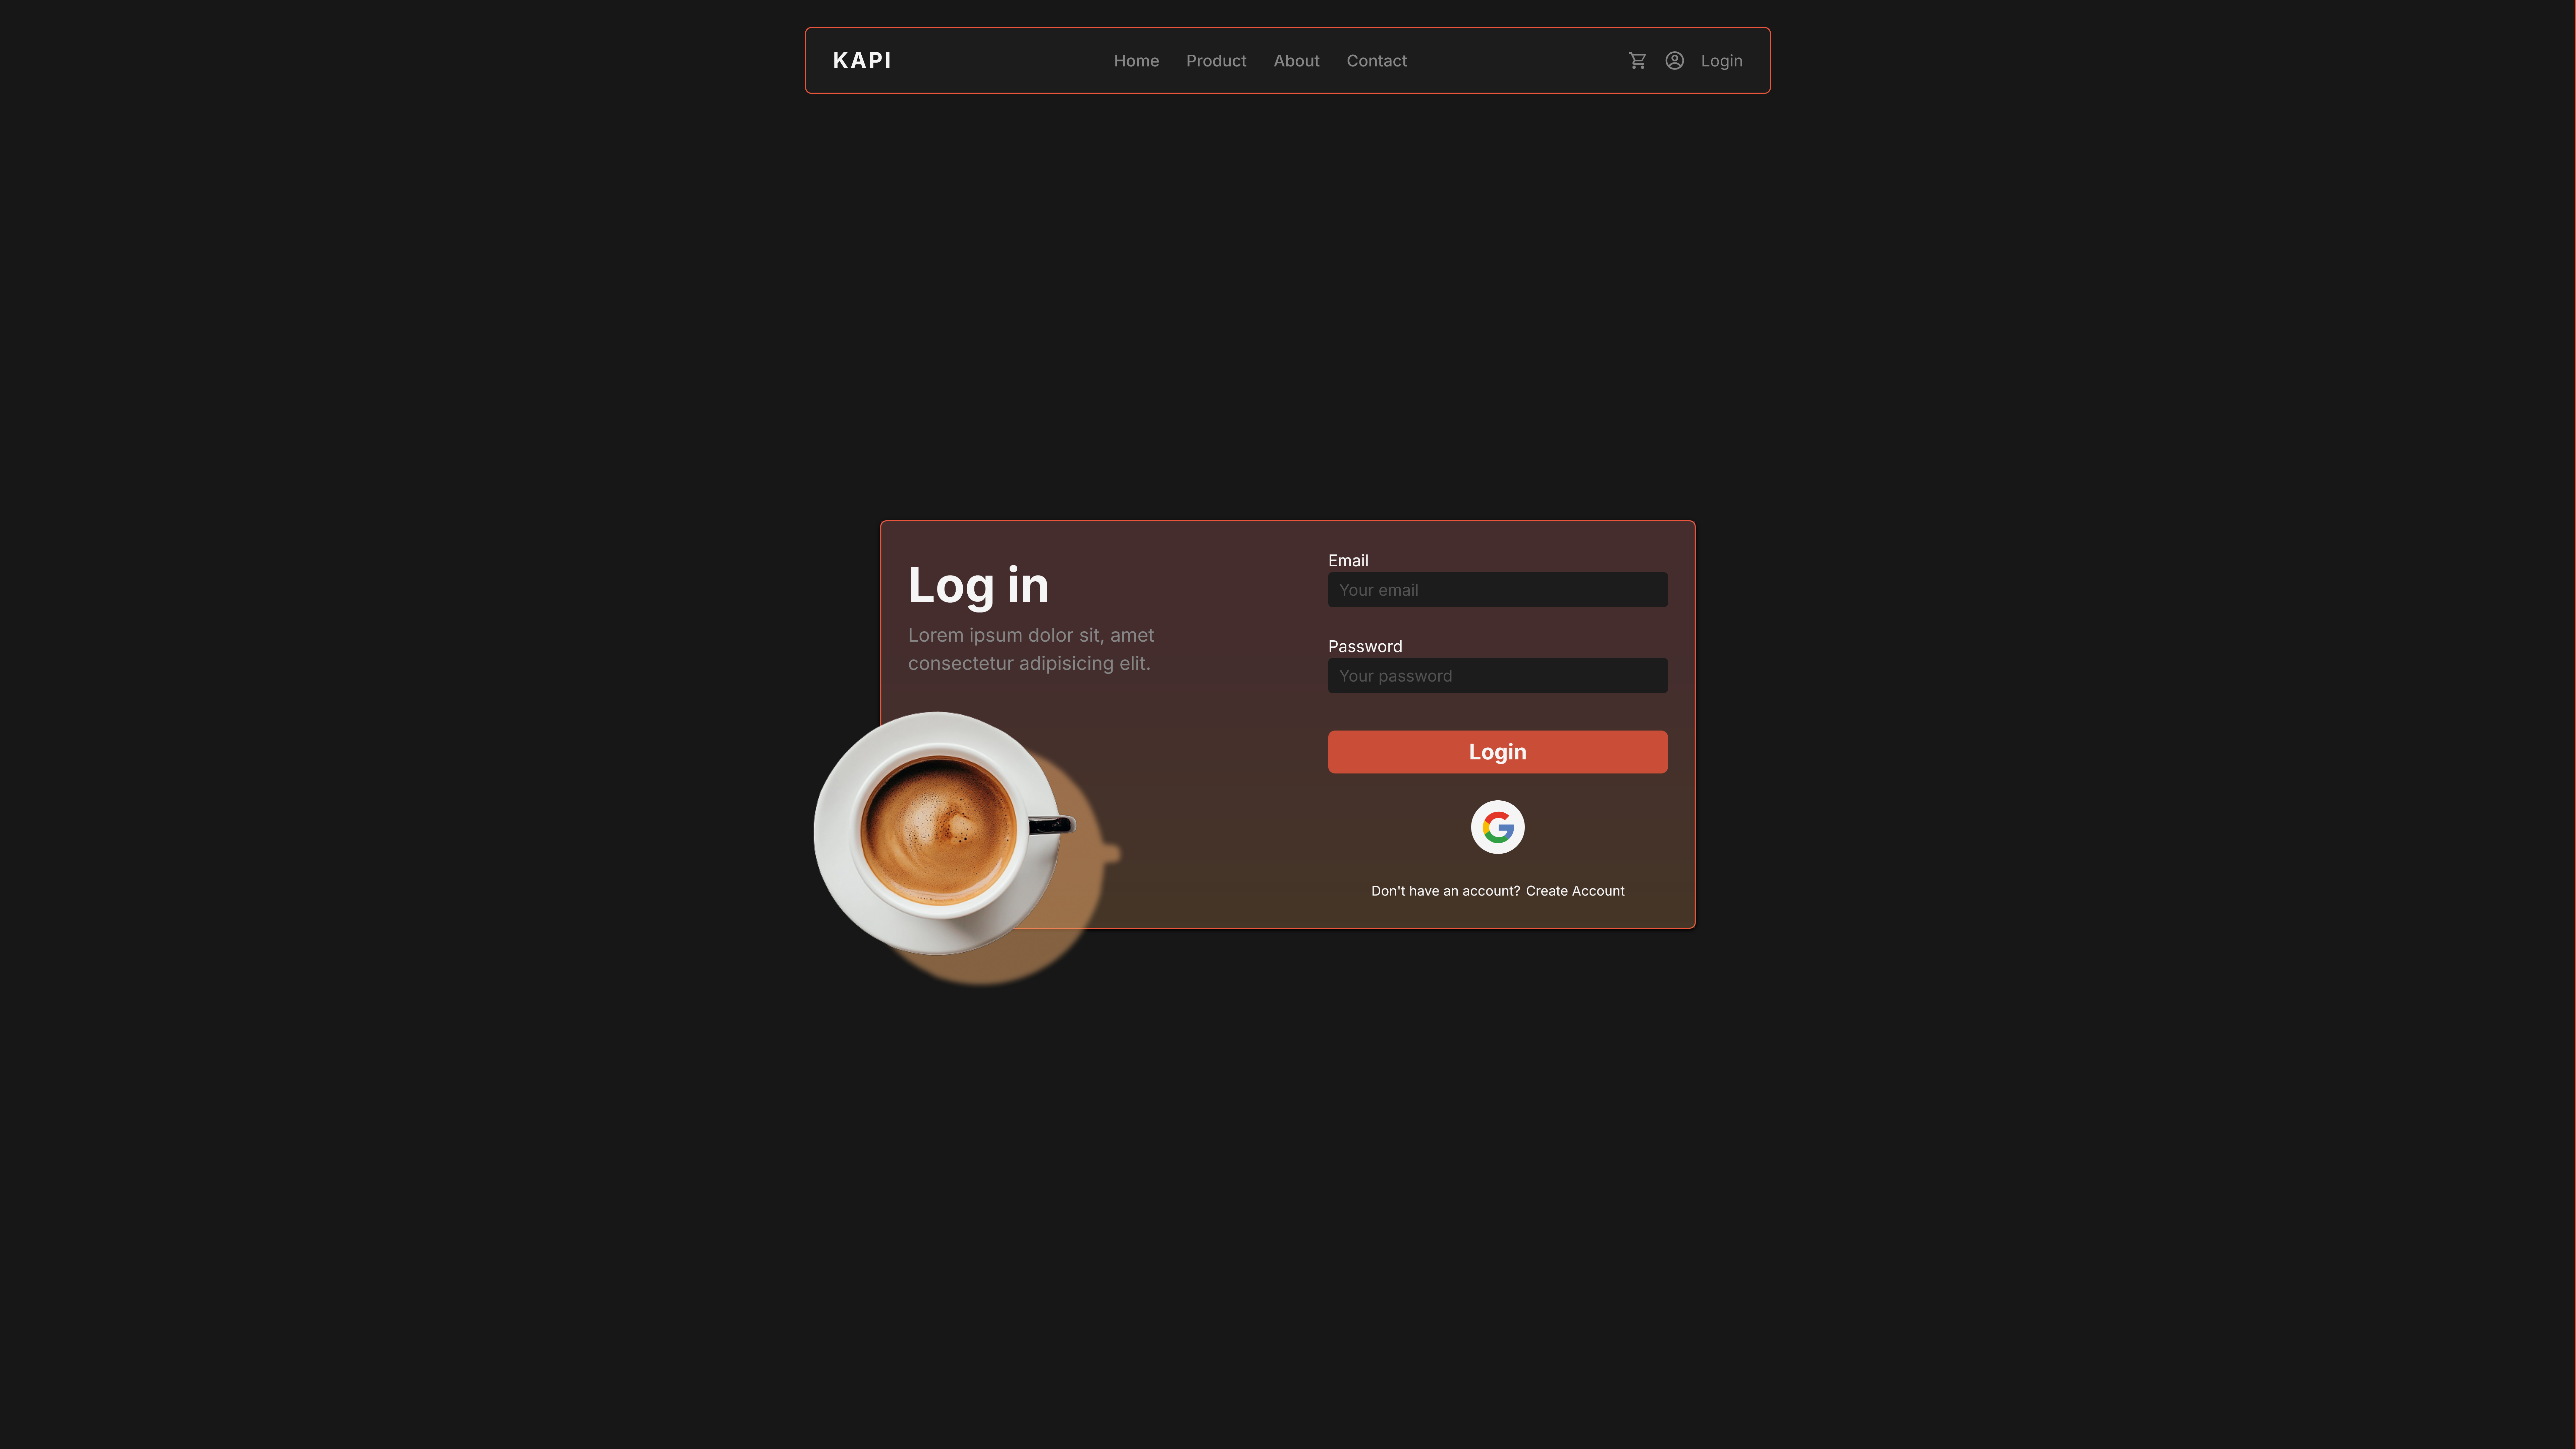 KAPI
Home Product About Contact
Login
Log in
Lorem ipsum dolor sit, amet
consectetur adipisicing elit.
Email
Your email
Password
Your password
Login
Don't have an account? Create Account